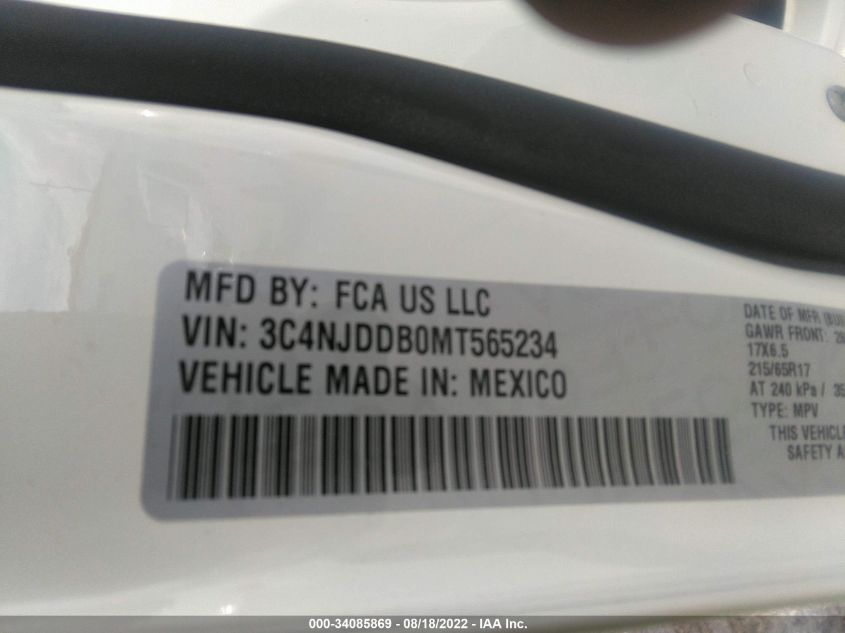 MFD BY: FCA US LLC
VIN: 3C4NJDDB0MT565234
VEHICLE MADE IN: MEXICO
DATE OF MFR
GAWR FRONT:
17X6.5
215/65R17
AT 240 kPa / 35
TYPE: MPV
THIS VEHICLE
SAFETY
000-34085869 - 08/18/2022 - IAA Inc.